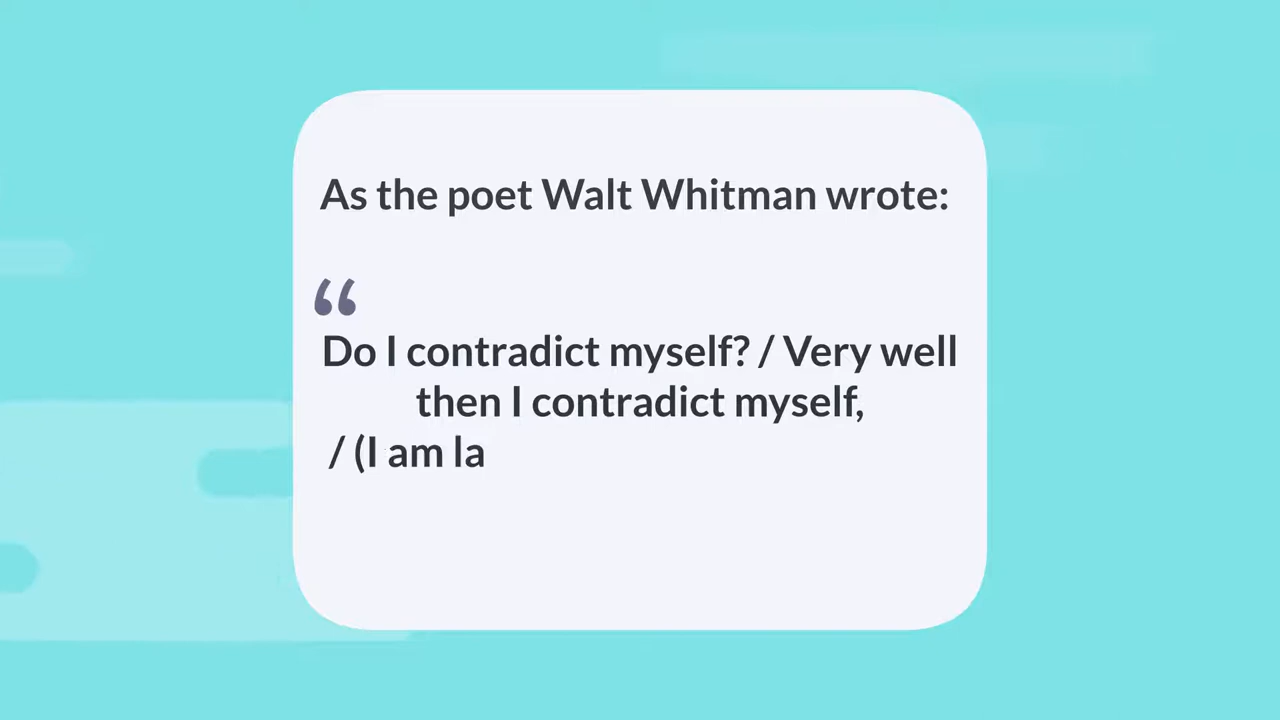 As the poet Walt Whitman wrote:
“
Do I contradict myself? / Very well
then I contradict myself,
/ (I am la